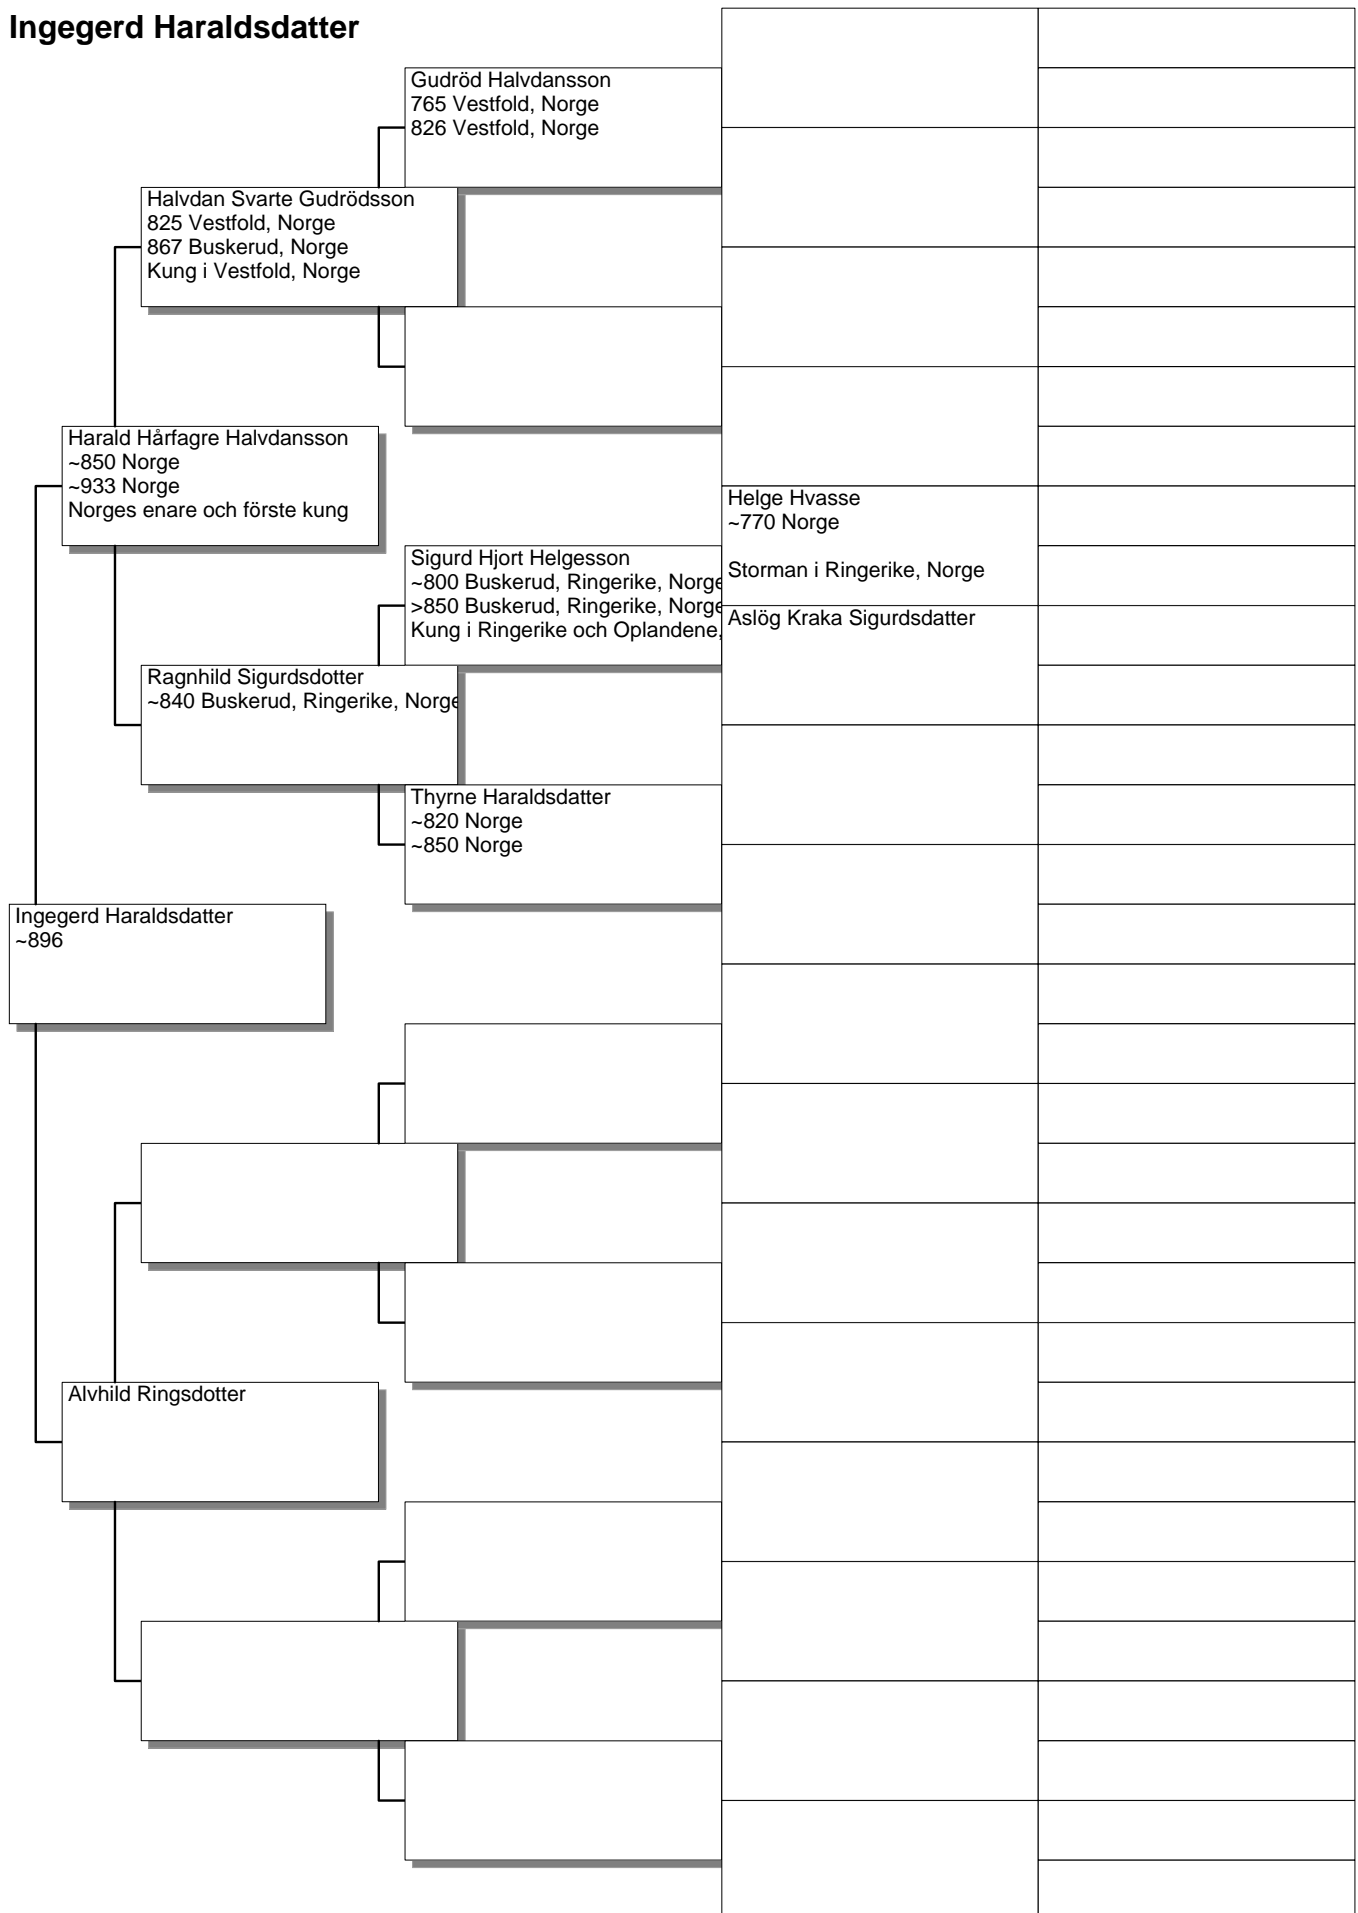 Ingegerd Haraldsdatter
Gudröd Halvdansson
765 Vestfold, Norge
826 Vestfold, Norge
Halvdan Svarte Gudrödsson
825 Vestfold, Norge
867 Buskerud, Norge
Kung i Vestfold, Norge
Harald Hårfagre Halvdansson
~850 Norge
~933 Norge
Norges enare och förste kung
Helge Hvasse
~770 Norge
Storman i Ringerike, Norge
Sigurd Hjort Helgesson
~800 Buskerud, Ringerike, Norge
>850 Buskerud, Ringerike, Norge
Kung i Ringerike och Oplandene,
Aslög Kraka Sigurdsdatter
Ragnhild Sigurdsdotter
~840 Buskerud, Ringerike, Norge
Thyrne Haraldsdatter
~820 Norge
~850 Norge
Ingegerd Haraldsdatter
~896
Alvhild Ringsdotter